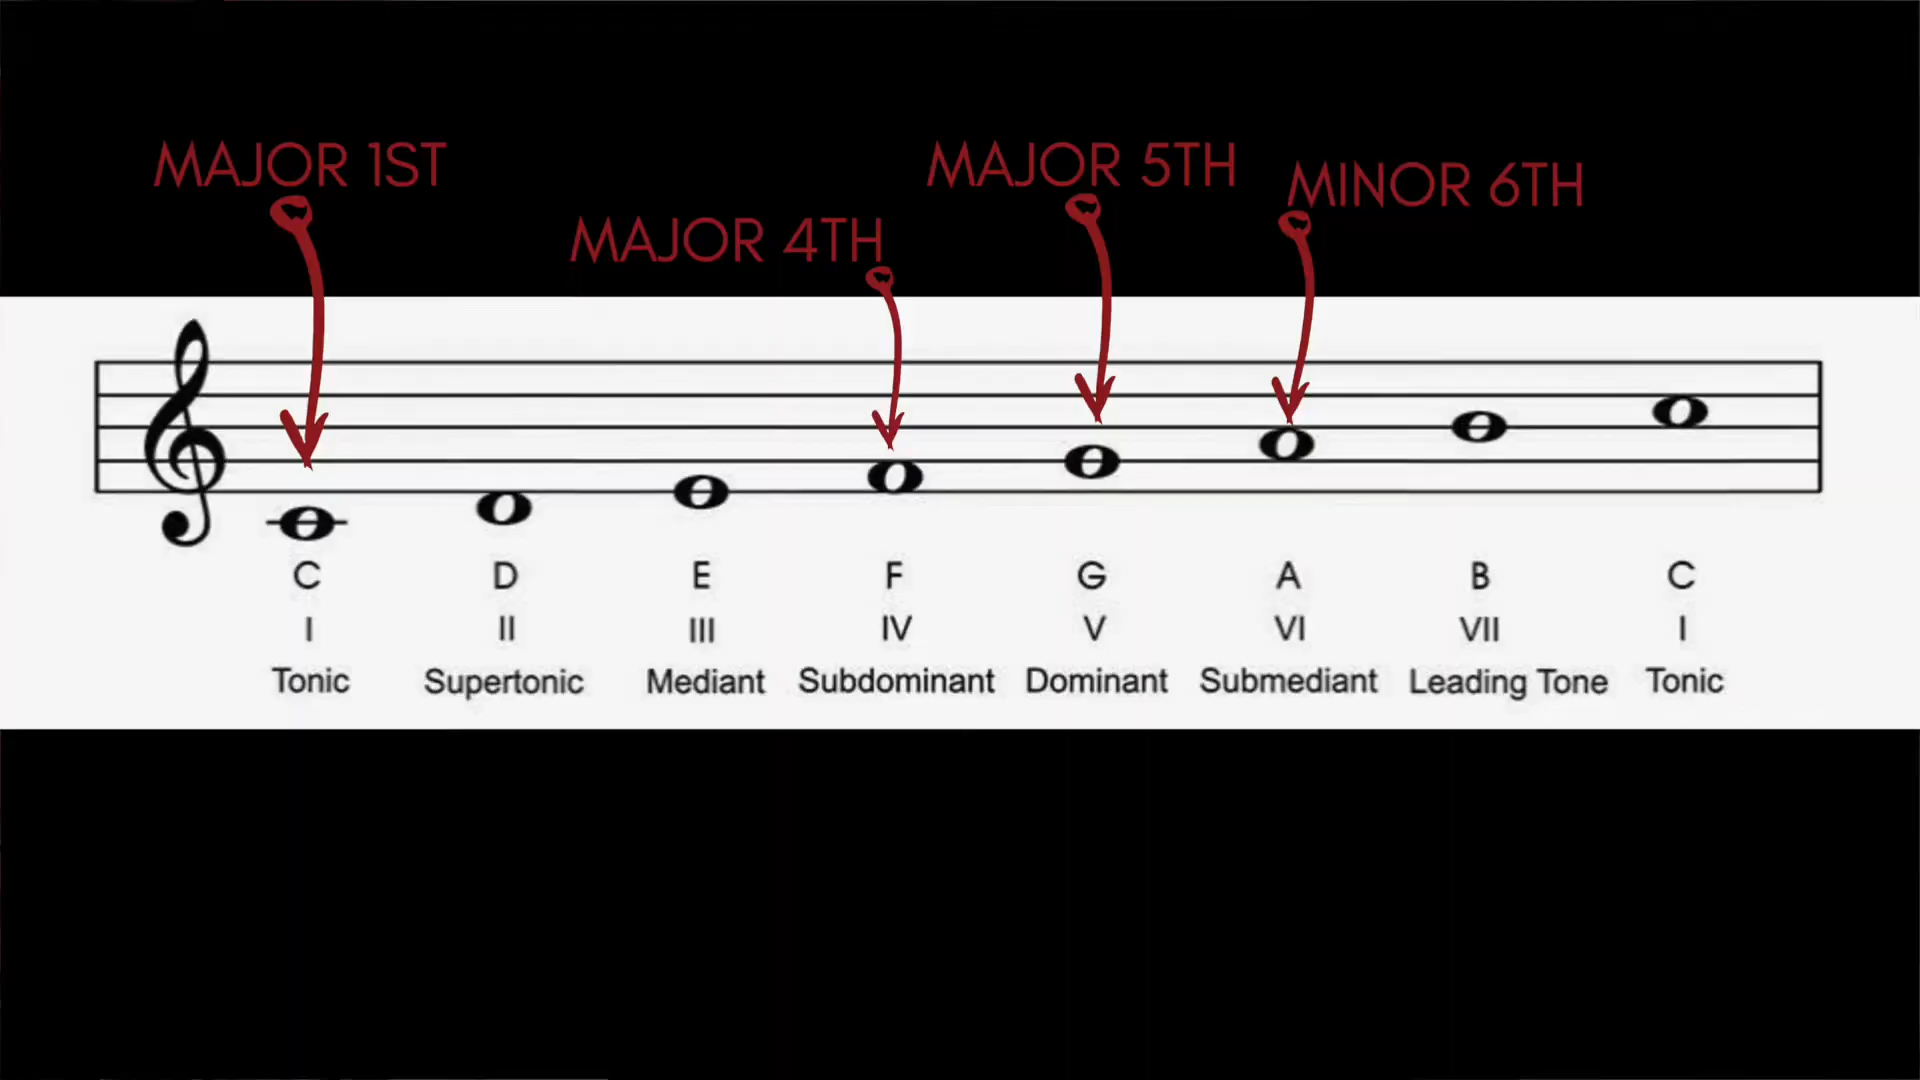 MAJOR 1ST
MAJOR 4TH
MAJOR 5TH
MINOR 6TH
C D E F G A B C
I II III IV V VI VII I
Tonic Supertonic Mediant Subdominant Dominant Submediant Leading Tone Tonic